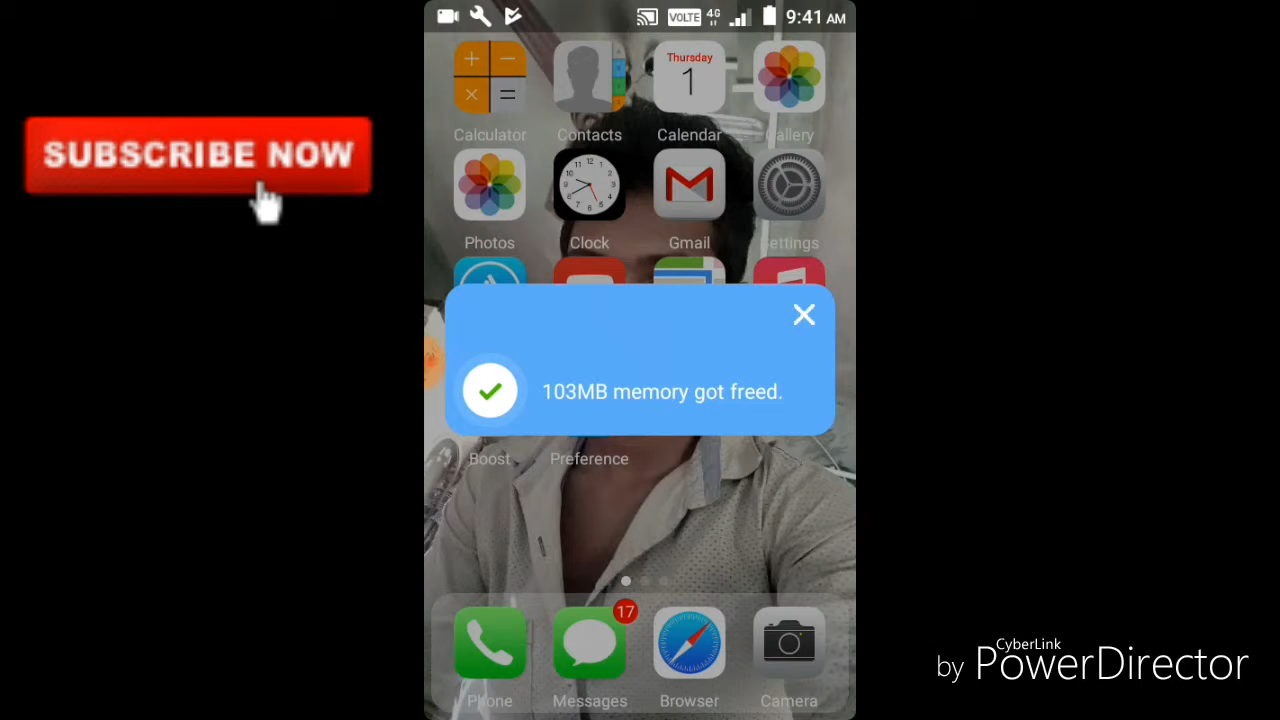 SUBSCRIBE NOW
VOLTE 4G 9:41 AM
Thursday
1
Calculator Contacts Calendar Gallery
Photos Clock Gmail Settings
103MB memory got freed.
Boost Preference
17
Phone Messages Browser Camera
CyberLink
by PowerDirector